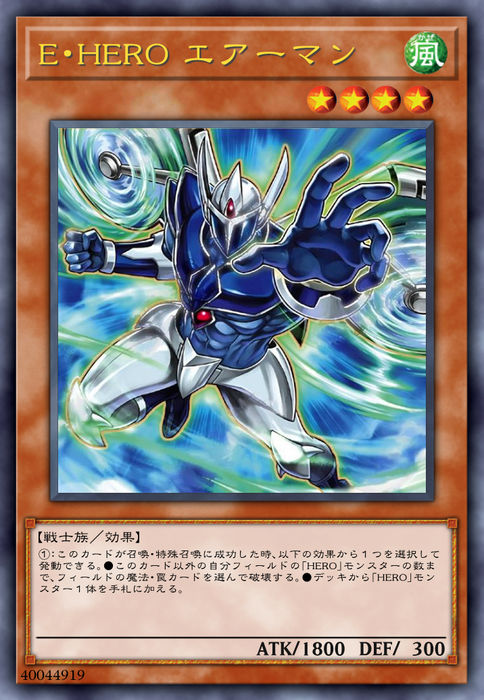 E・HERO エアーマン
かぜ
風
【戦士族／効果】
①：このカードが召喚・特殊召喚に成功した時、以下の効果から１つを選択して
発動できる。●このカード以外の自分フィールドの「HERO」モンスターの数ま
で、フィールドの魔法・罠カードを選んで破壊する。●デッキから「HERO」モン
スター１体を手札に加える。
ATK/1800 DEF/ 300
40044919